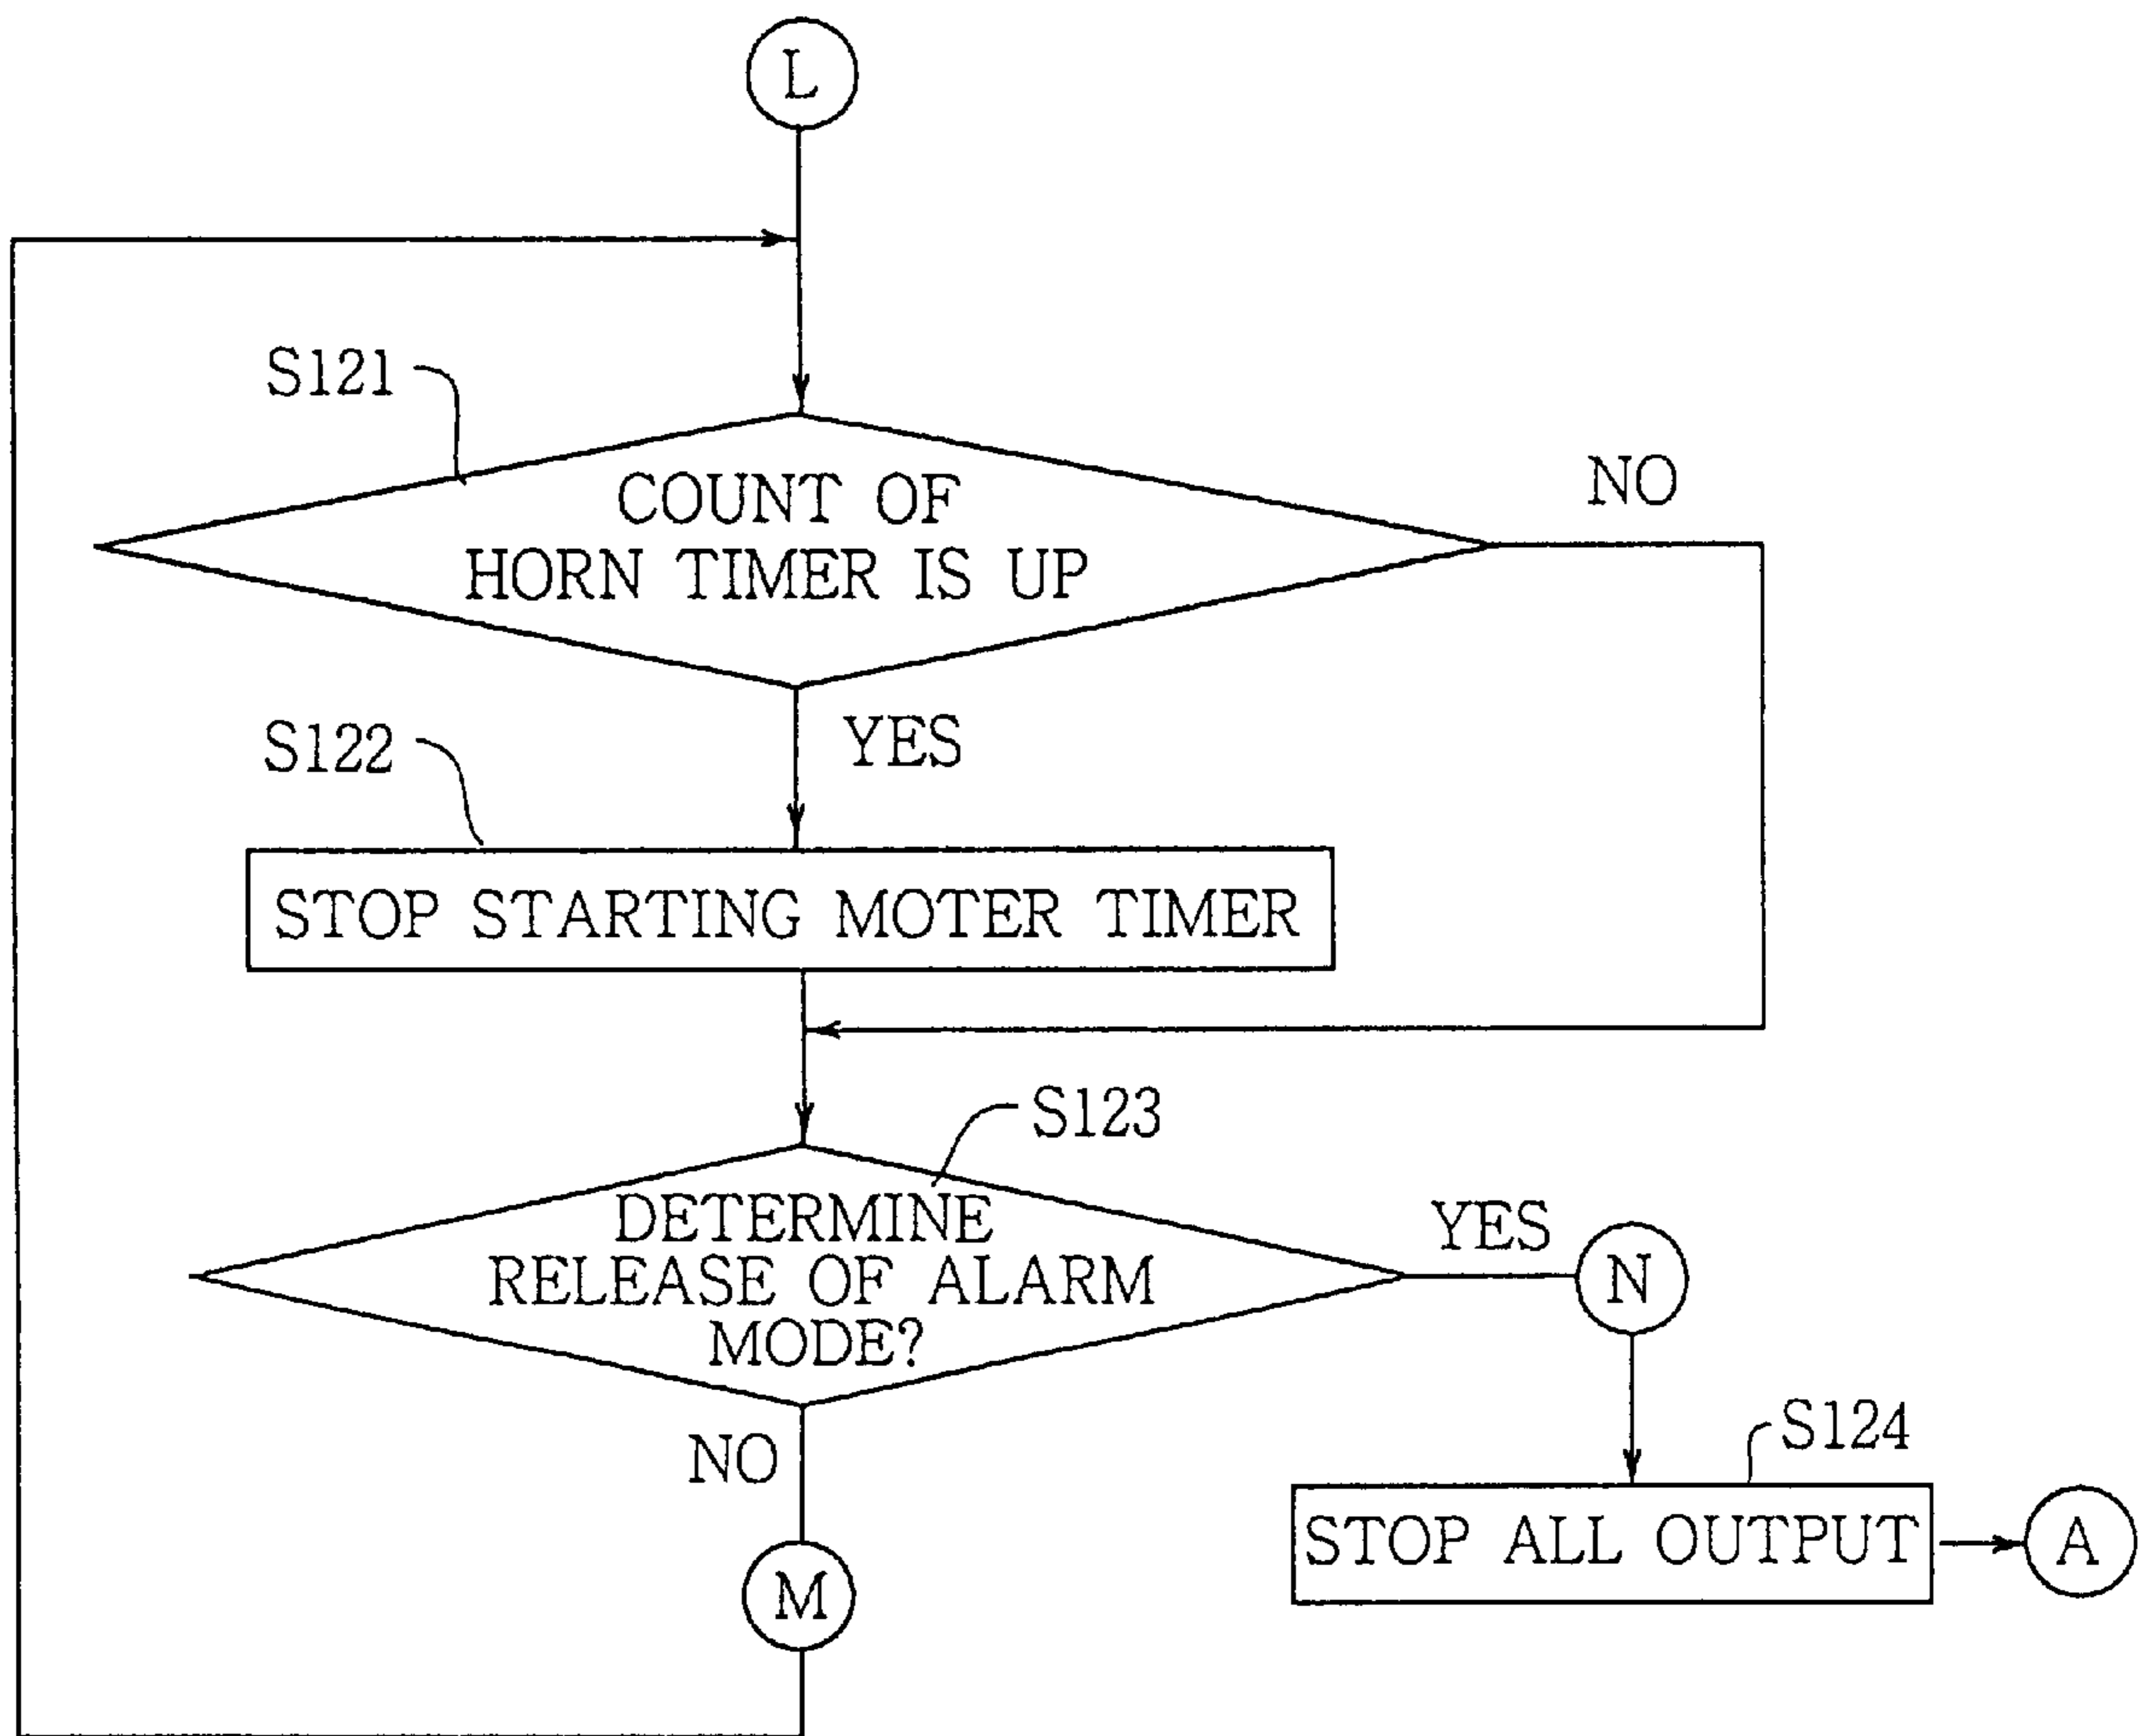 L
S121
COUNT OF
HORN TIMER IS UP
NO
YES
S122
STOP STARTING MOTER TIMER
S123
DETERMINE
RELEASE OF ALARM
MODE?
YES
N
NO
S124
STOP ALL OUTPUT
A
M